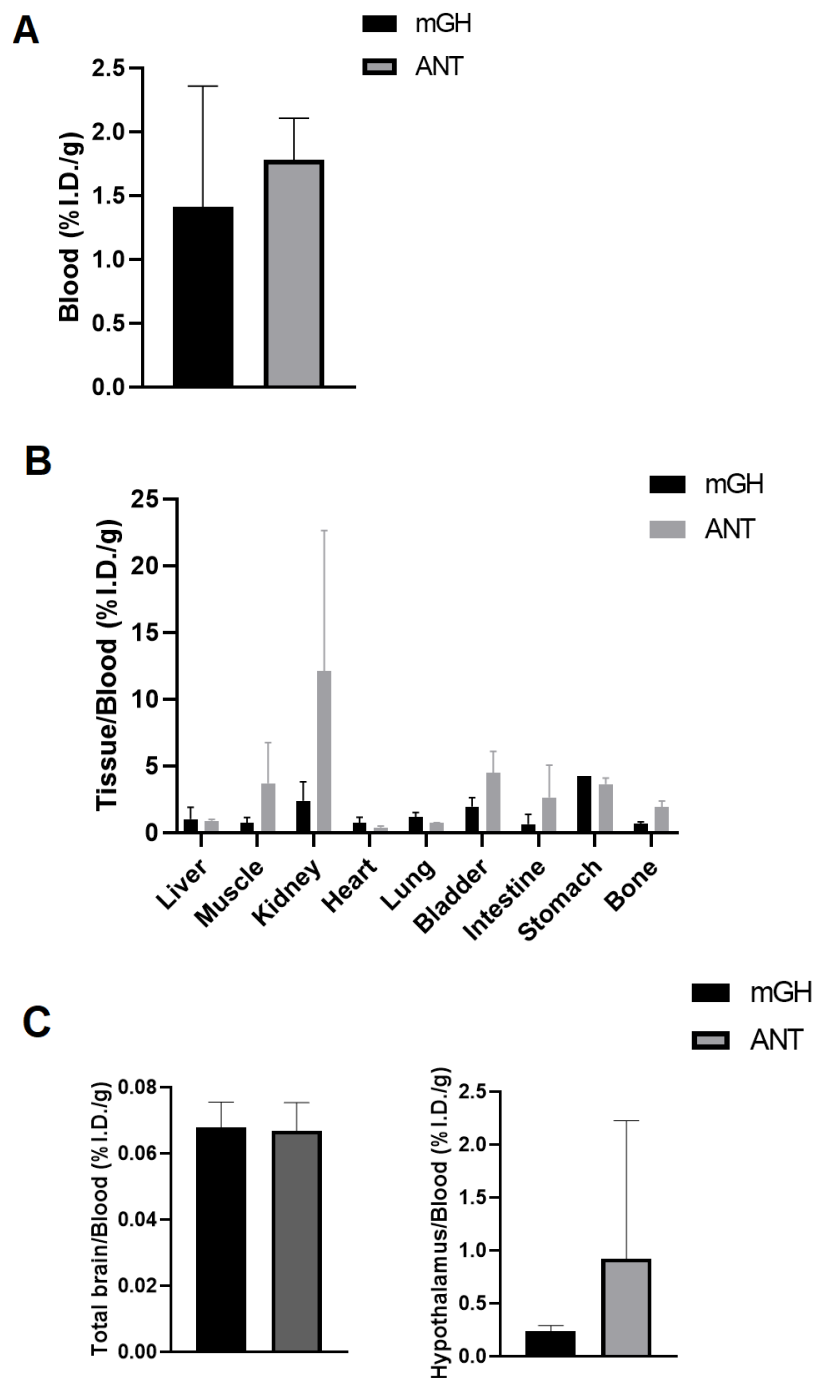 A
mGH
ANT
Blood (% I.D./g)
2.5
2.0
1.5
1.0
0.5
0.0
B
mGH
ANT
Tissue/Blood (% I.D./g)
25
20
15
10
5
0
Liver
Muscle
Kidney
Heart
Lung
Bladder
Intestine
Stomach
Bone
C
mGH
ANT
Total brain/Blood (% I.D./g)
0.08
0.06
0.04
0.02
0.00
Hypothalamus/Blood (% I.D./g)
2.5
2.0
1.5
1.0
0.5
0.0